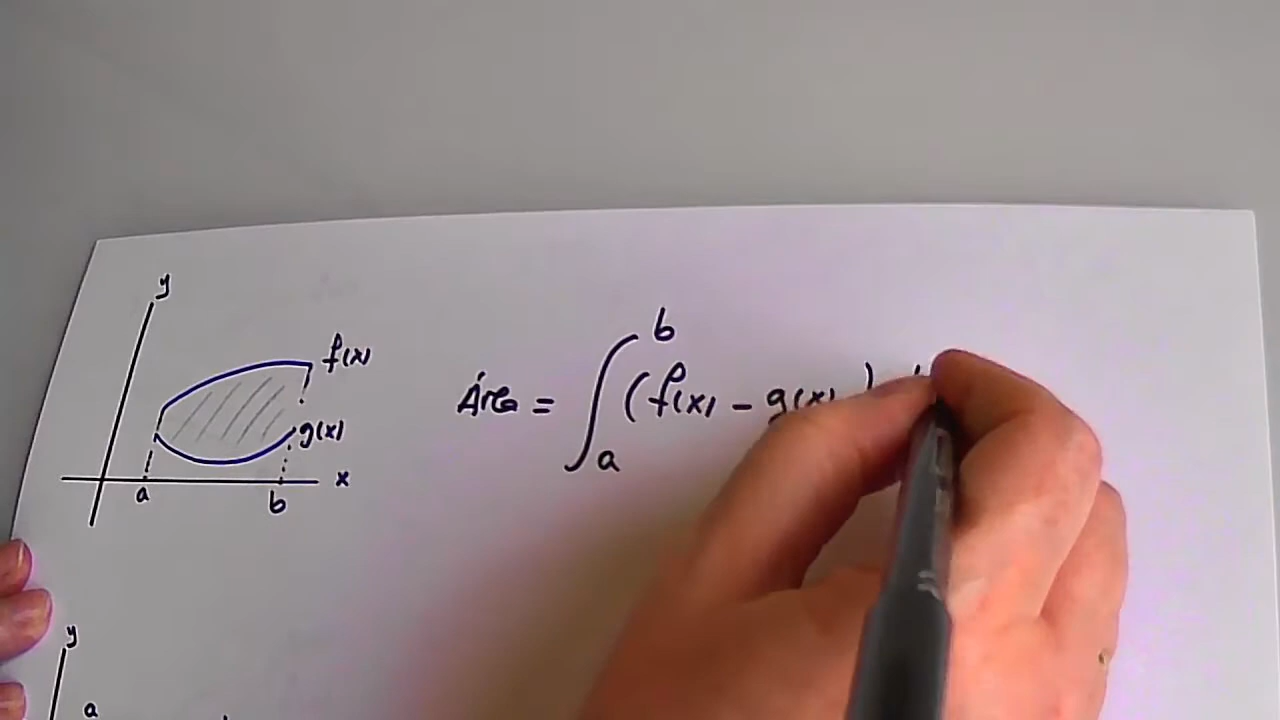 y
f(x)
g(x)
x
a
b
Área = ∫ₐᵇ (f(x) - g(x))
y
a